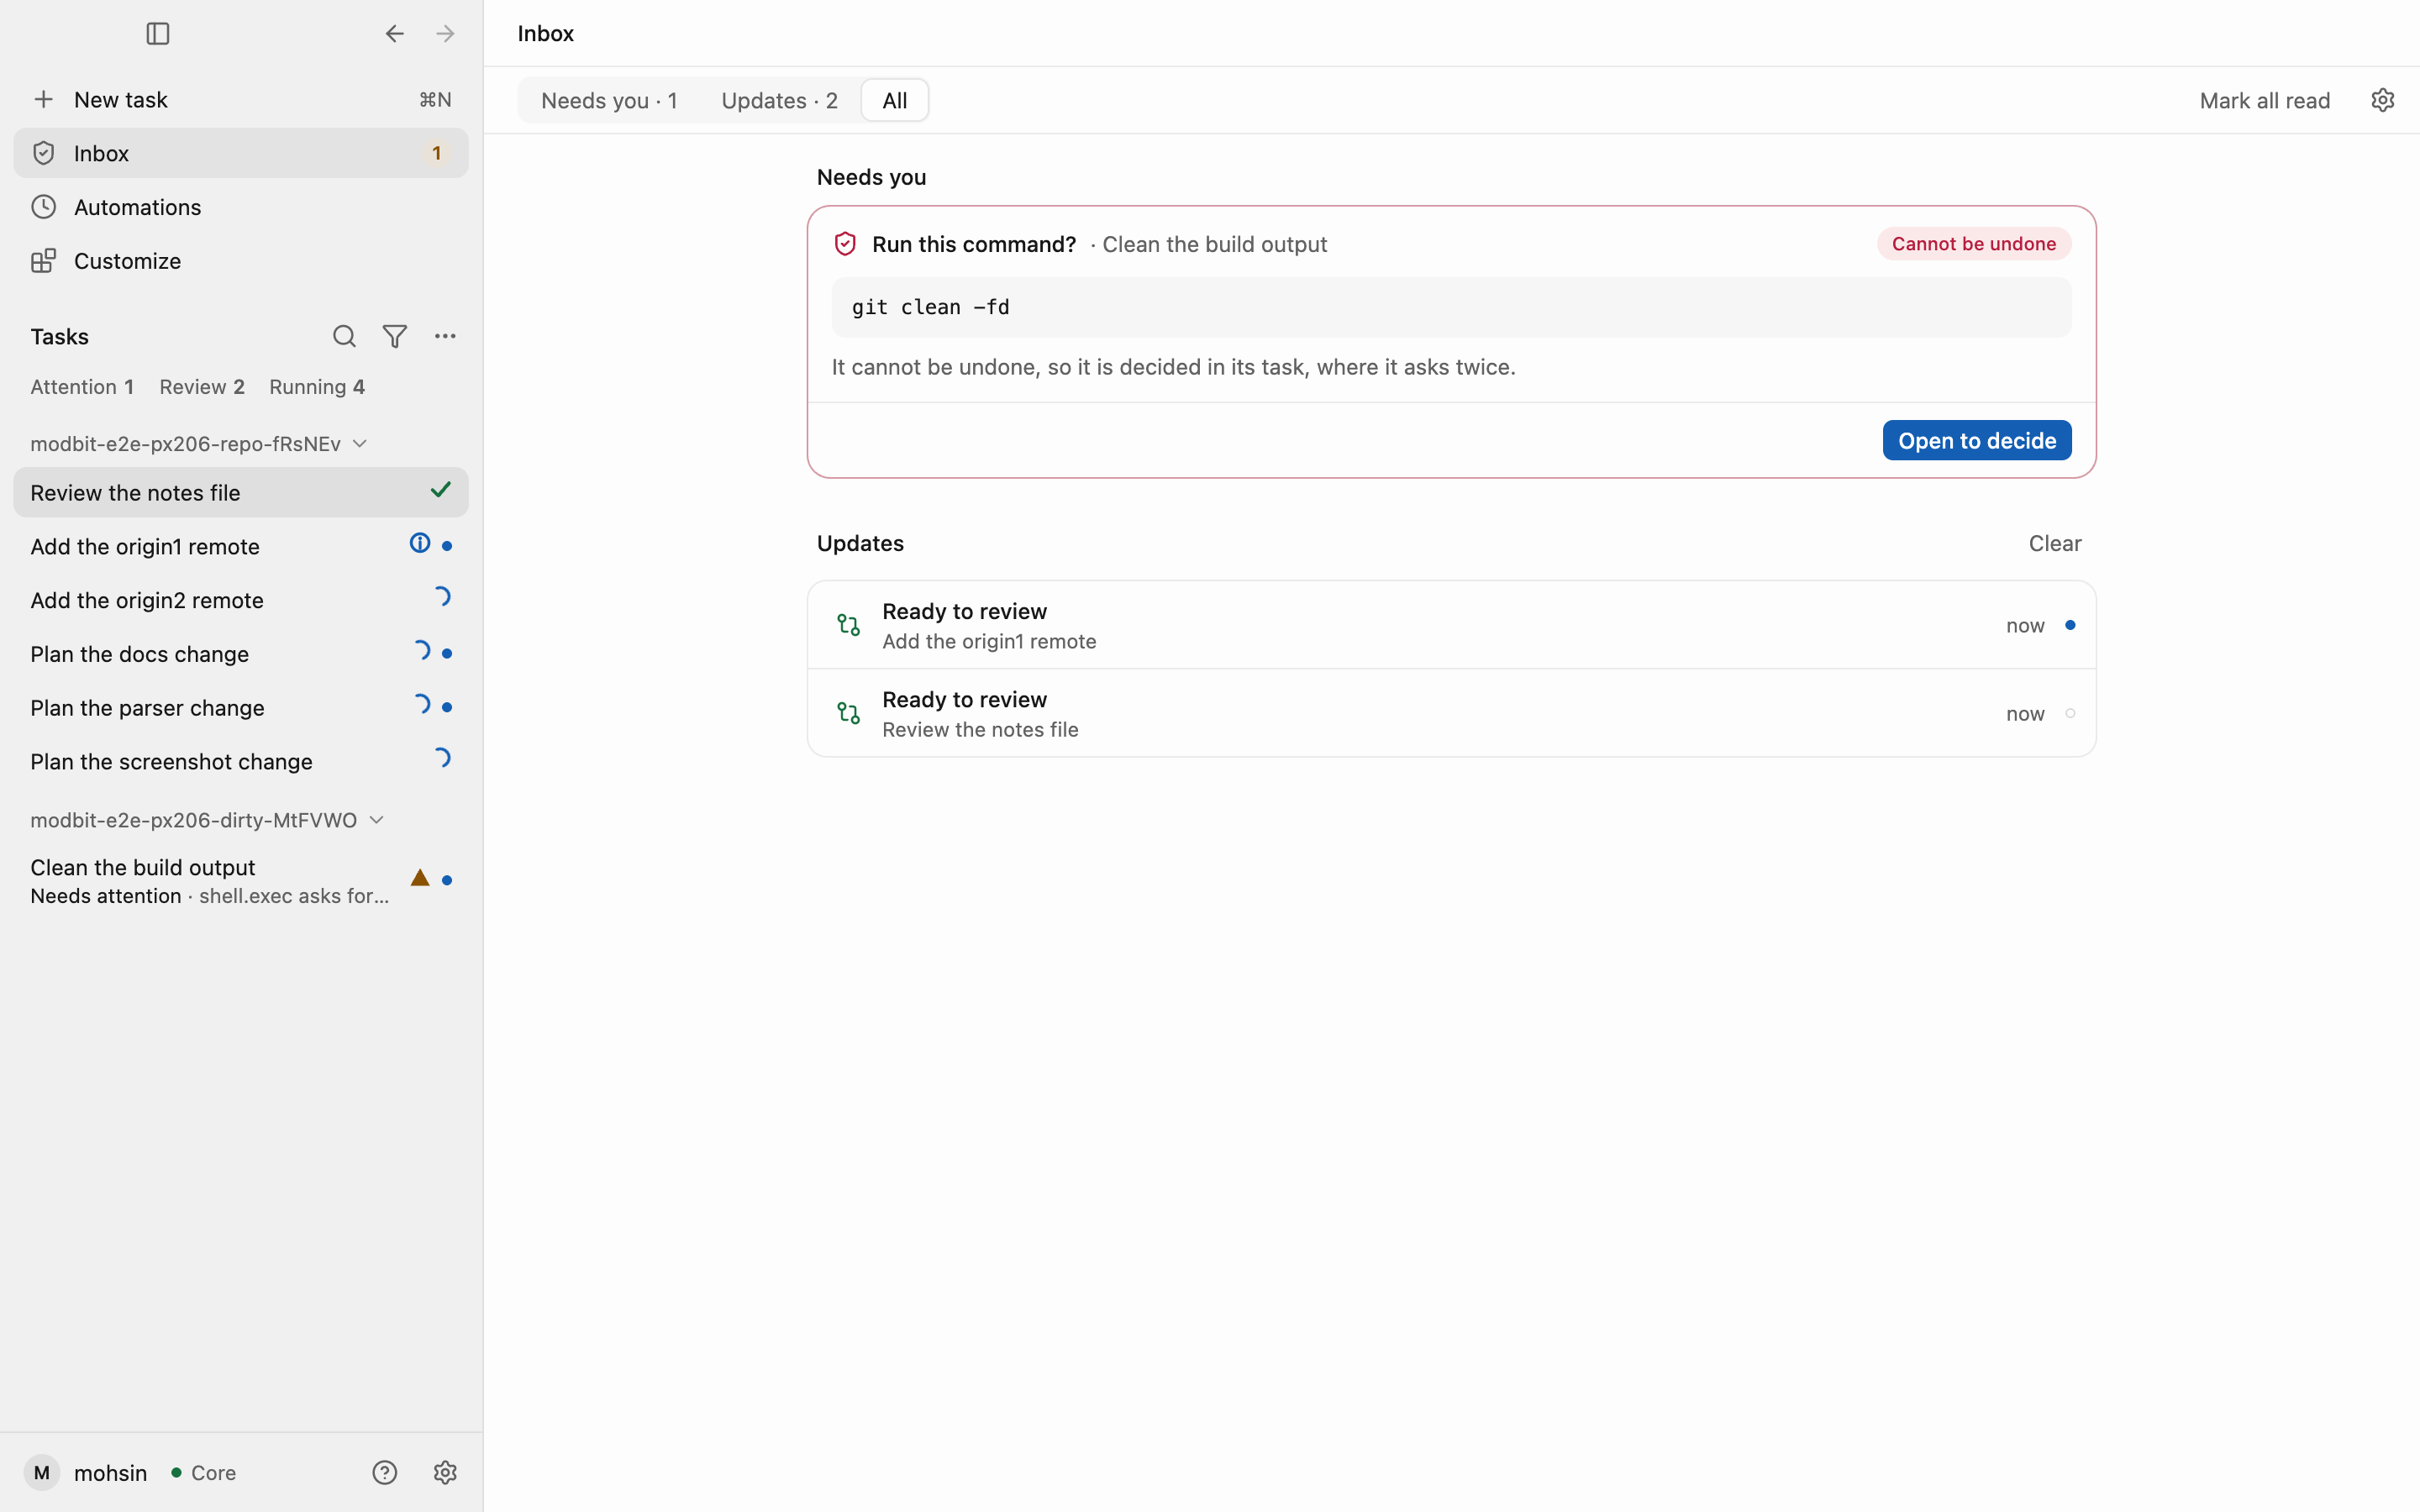 Inbox
New task ⌘N
Inbox 1
Automations
Customize
Tasks
Attention 1 Review 2 Running 4
modbit-e2e-px206-repo-fRsNEv
Review the notes file
Add the origin1 remote
Add the origin2 remote
Plan the docs change
Plan the parser change
Plan the screenshot change
modbit-e2e-px206-dirty-MtFVWO
Clean the build output
Needs attention · shell.exec asks for...
M mohsin Core
Needs you · 1 Updates · 2 All Mark all read
Needs you
Run this command? · Clean the build output Cannot be undone
git clean -fd
It cannot be undone, so it is decided in its task, where it asks twice.
Open to decide
Updates Clear
Ready to review
Add the origin1 remote now
Ready to review
Review the notes file now